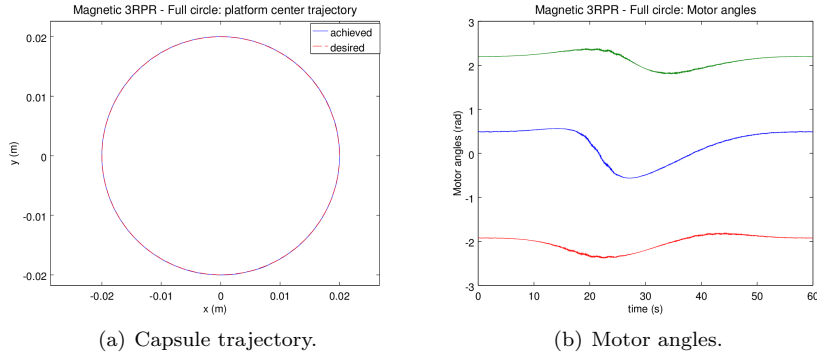 Magnetic 3RPR - Full circle: platform center trajectory
achieved
desired
0.02
0.01
0
-0.01
-0.02
y (m)
-0.02
-0.01
0
0.01
0.02
x (m)
(a) Capsule trajectory.
Magnetic 3RPR - Full circle: Motor angles
3
2
1
0
-1
-2
-3
Motor angles (rad)
0
10
20
30
40
50
60
time (s)
(b) Motor angles.